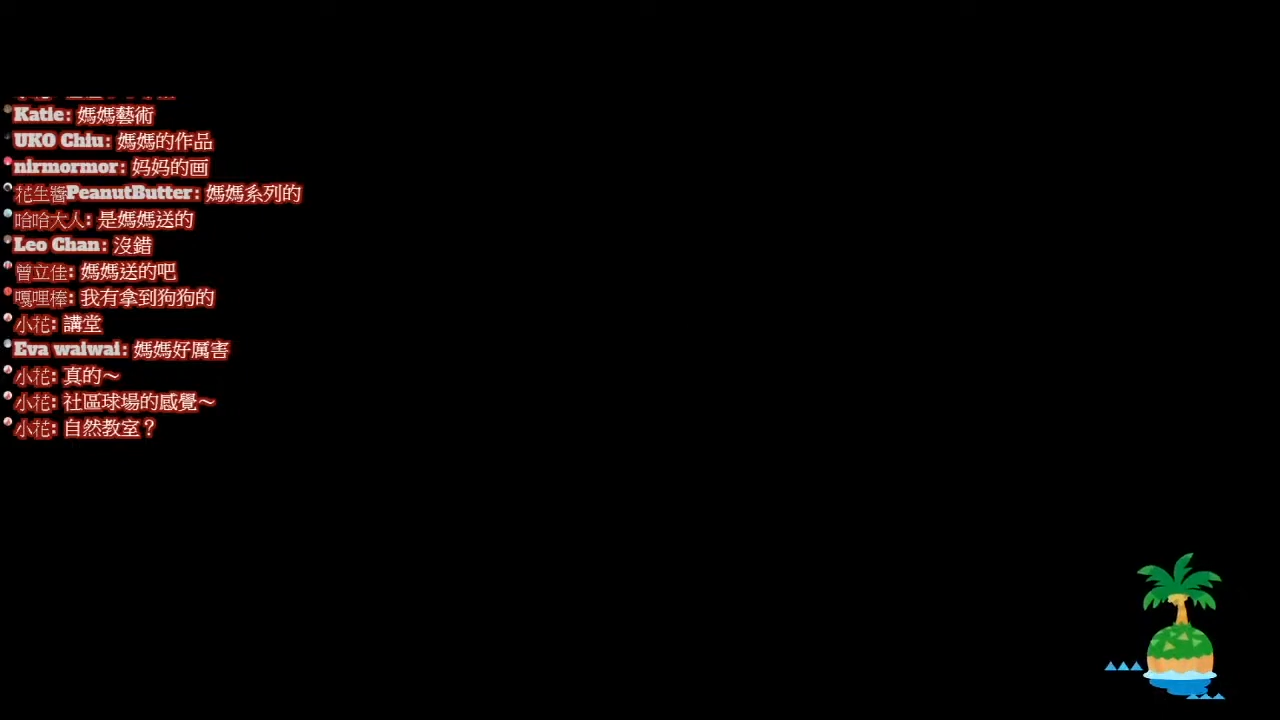 Katie: 媽媽藝術
UKO Chiu: 媽媽的作品
nirmormor: 妈妈的画
花生醬PeanutButter: 媽媽系列的
哈哈大人: 是媽媽送的
Leo Chan: 沒錯
曾立佳: 媽媽送的吧
嘎哩棒: 我有拿到狗狗的
小花: 講堂
Eva waiwai: 媽媽好厲害
小花: 真的～
小花: 社區球場的感覺～
小花: 自然教室？